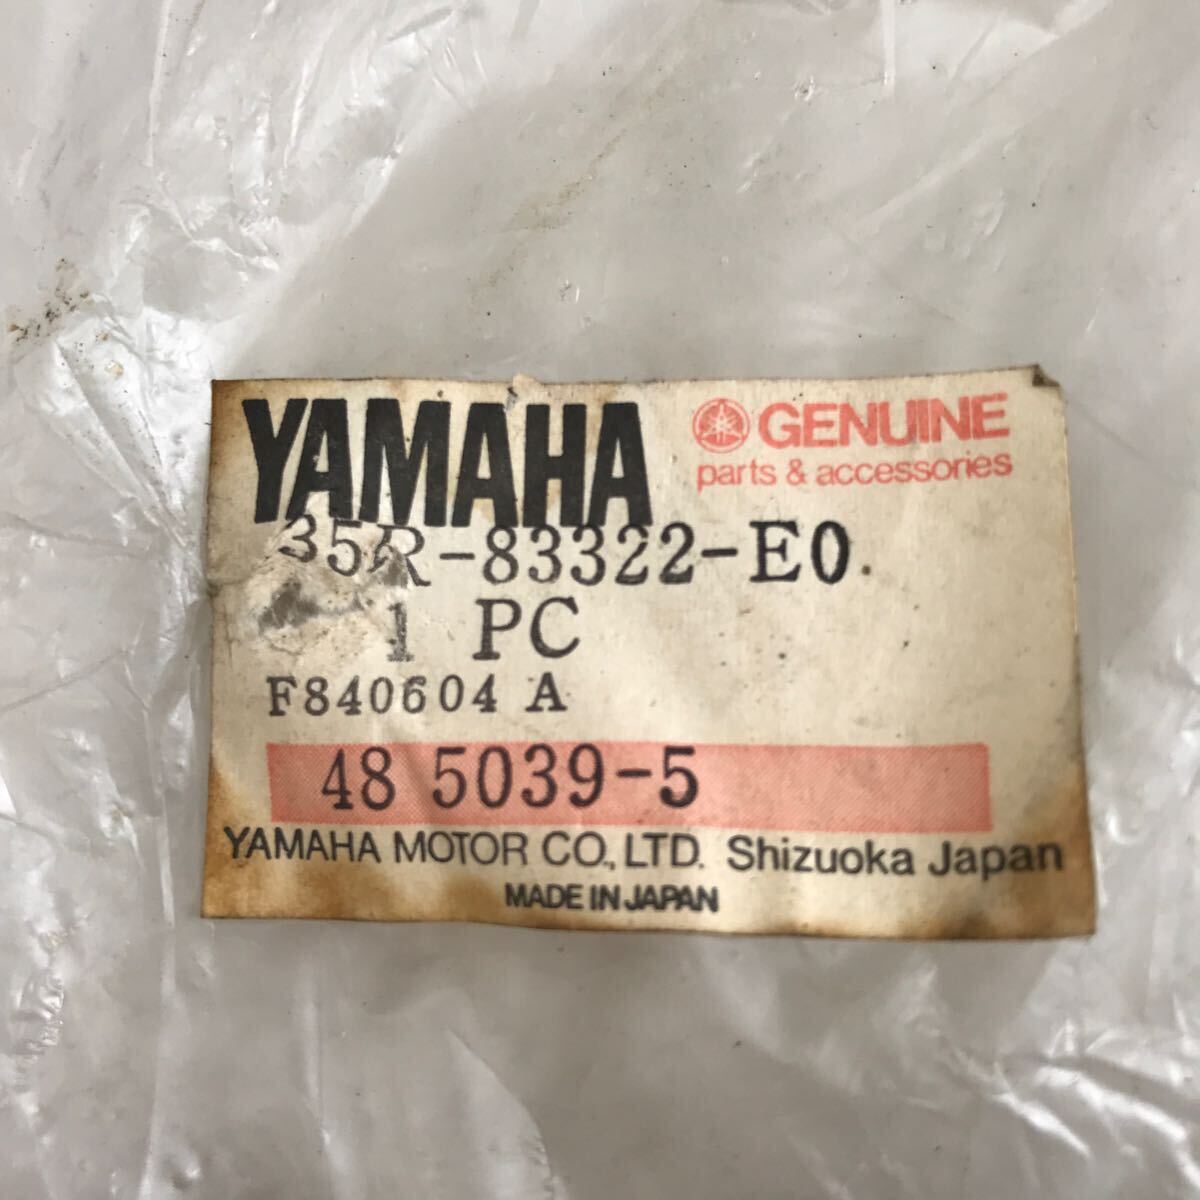 YAMAHA
GENUINE
parts & accessories
35R-83322-E0
1 PC
F840604 A
48 5039-5
YAMAHA MOTOR CO., LTD. Shizuoka Japan
MADE IN JAPAN